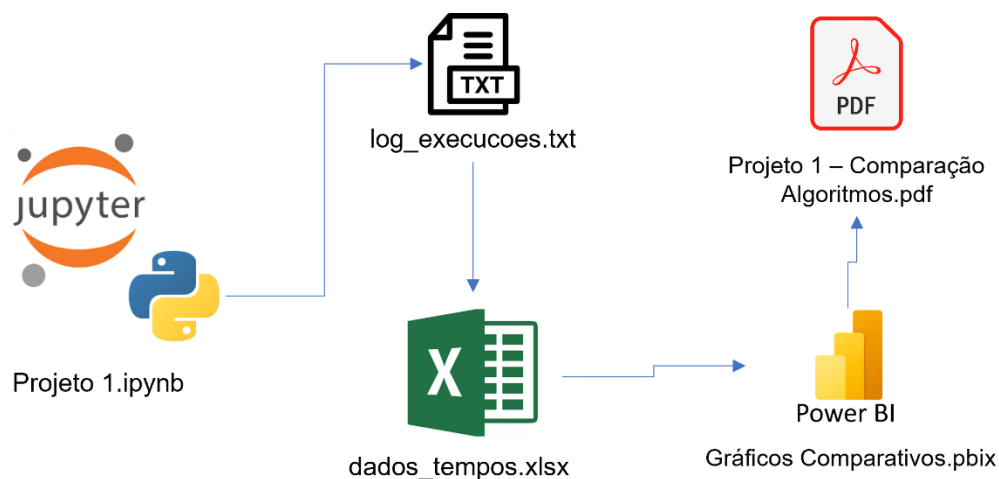 jupyter
Projeto 1.ipynb
TXT
log_execucoes.txt
X
dados_tempos.xlsx
Power BI
Gráficos Comparativos.pbix
PDF
Projeto 1 – Comparação
Algoritmos.pdf